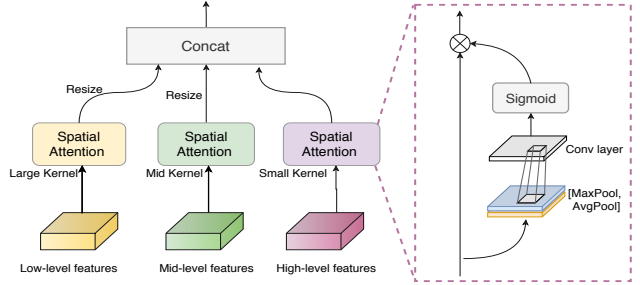 Concat
Resize
Resize
Spatial
Attention
Spatial
Attention
Spatial
Attention
Large Kernel
Mid Kernel
Small Kernel
Low-level features
Mid-level features
High-level features
Sigmoid
Conv layer
[MaxPool,
AvgPool]